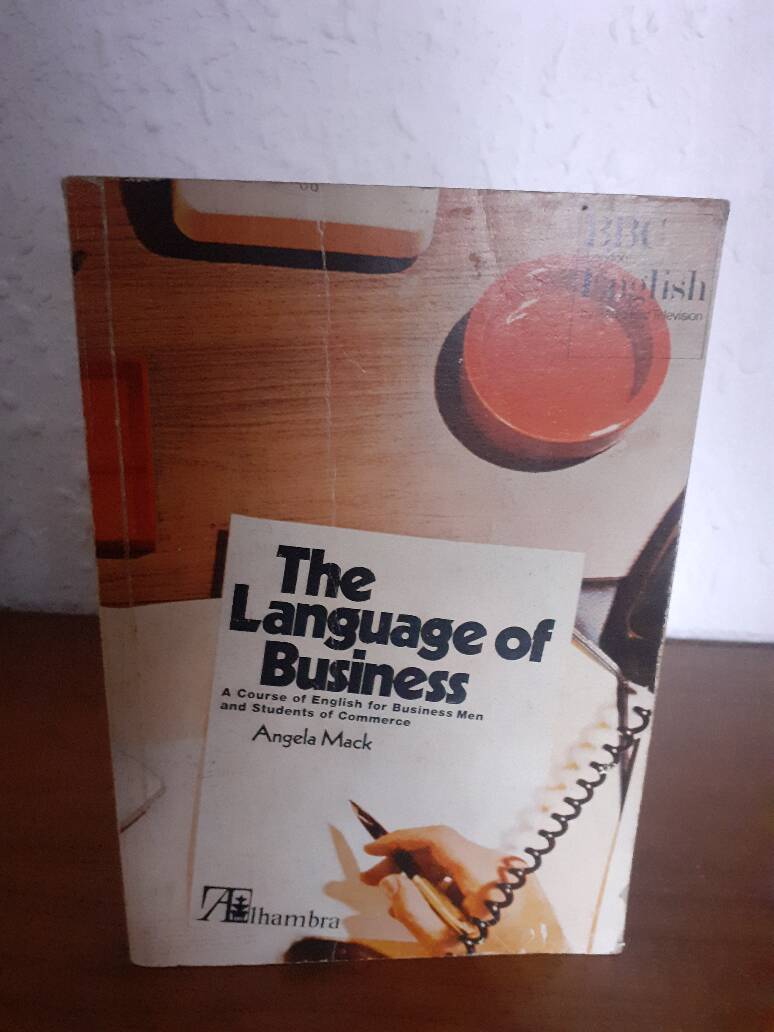 BBC
English
Television
The
Language of
Business
A Course of English for Business Men
and Students of Commerce
Angela Mack
Alhambra